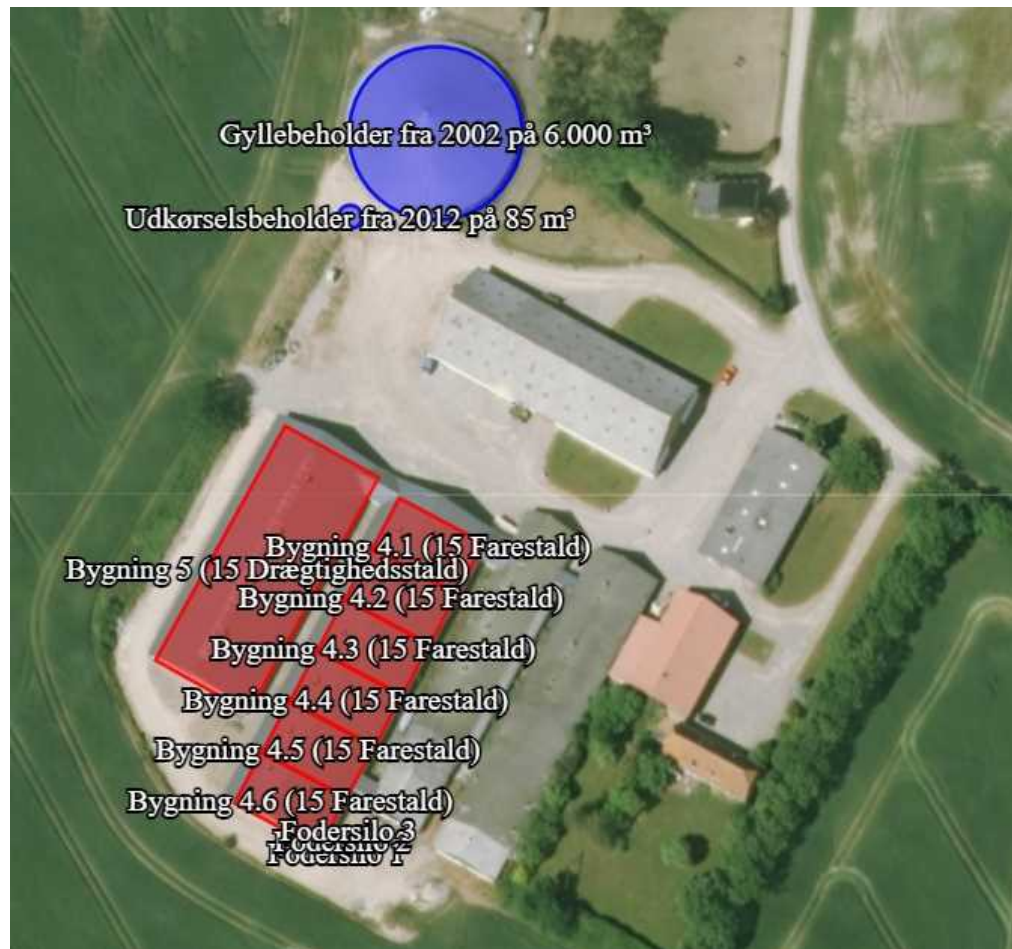 Gyllebeholder fra 2002 på 6.000 m³
Udkørselsbeholder fra 2012 på 85 m³
Bygning 4.1 (15 Farestald)
Bygning 5 (15 Drægtighedsstald)
Bygning 4.2 (15 Farestald)
Bygning 4.3 (15 Farestald)
Bygning 4.4 (15 Farestald)
Bygning 4.5 (15 Farestald)
Bygning 4.6 (15 Farestald)
Fodersilo 3
Fodersilo 2
Fodersilo 1